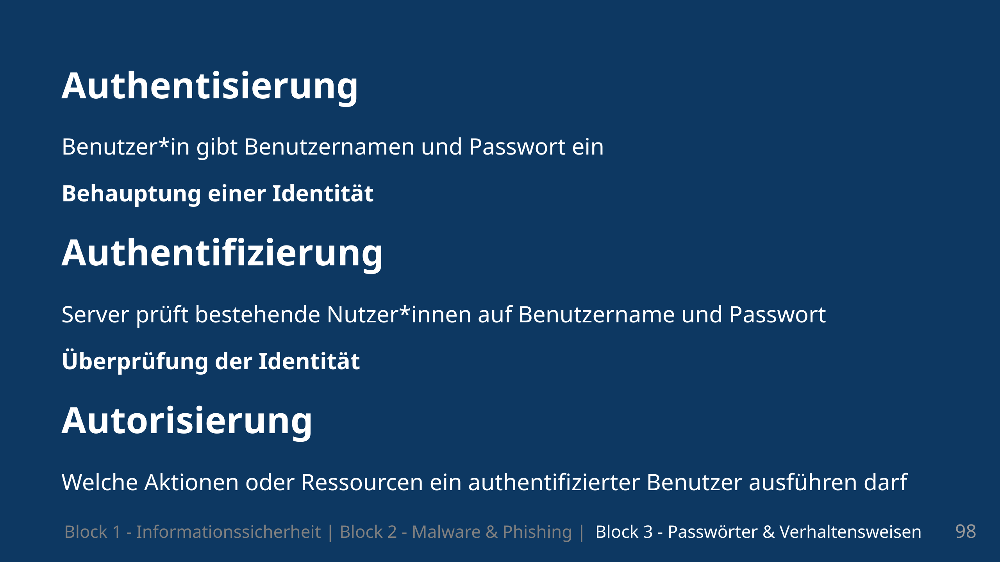 Authentisierung
Benutzer*in gibt Benutzernamen und Passwort ein
Behauptung einer Identität
Authentifizierung
Server prüft bestehende Nutzer*innen auf Benutzername und Passwort
Überprüfung der Identität
Autorisierung
Welche Aktionen oder Ressourcen ein authentifizierter Benutzer ausführen darf
Block 1 - Informationssicherheit | Block 2 - Malware & Phishing | Block 3 - Passwörter & Verhaltensweisen 98